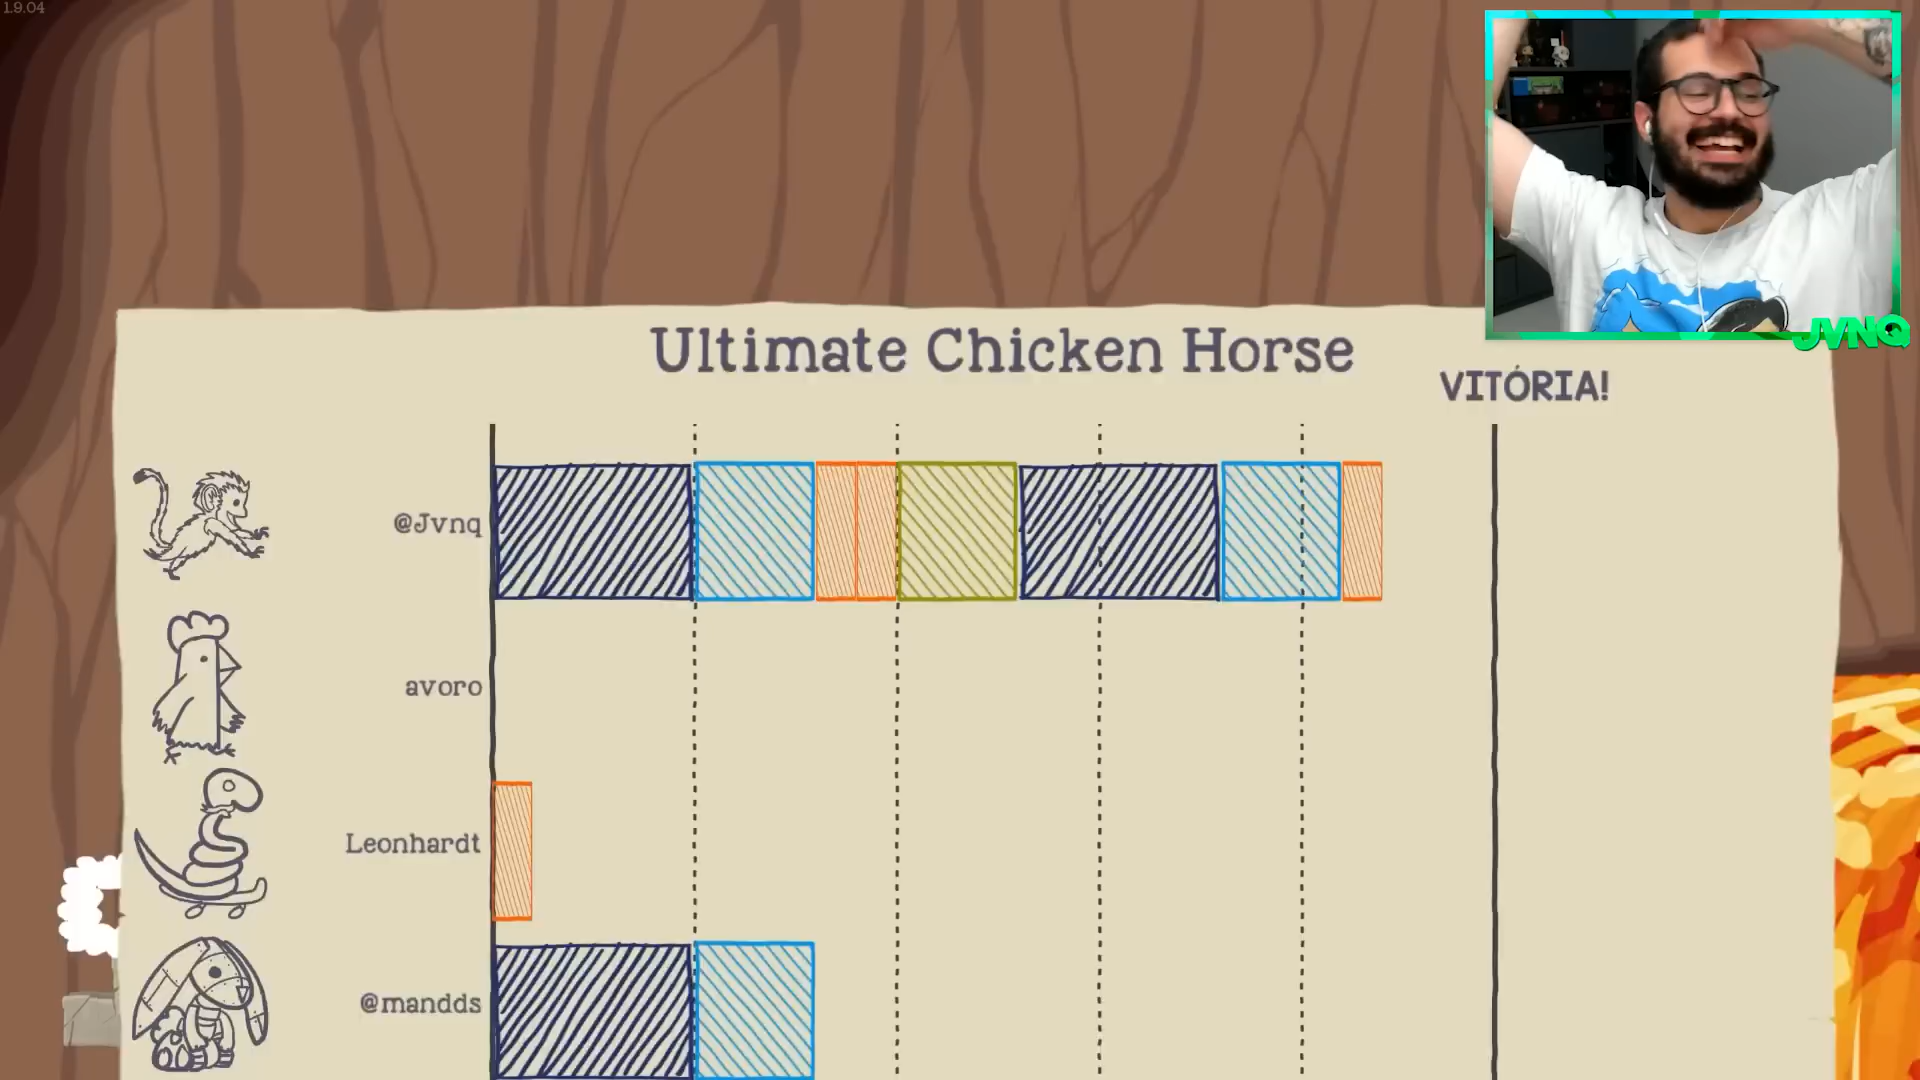 1.9.04
JVNQ
Ultimate Chicken Horse
VITÓRIA!
@Jvnq
avoro
Leonhardt
@mandds